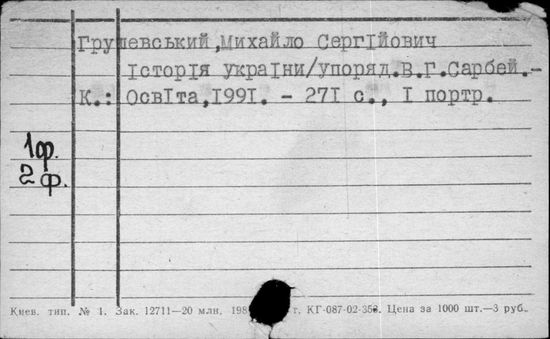 Грушевський,Михайло Сергійович
Історія України/упоряд.В.Г.Сарбей.-
К.: Освіта,1991. - 271 с., 1 портр.
1ф.
2ф.
Киев. тип. № 1. Зак. 12711—20 млн. г. КГ-087-02-358. Цена за 1000 шт.—3 руб.